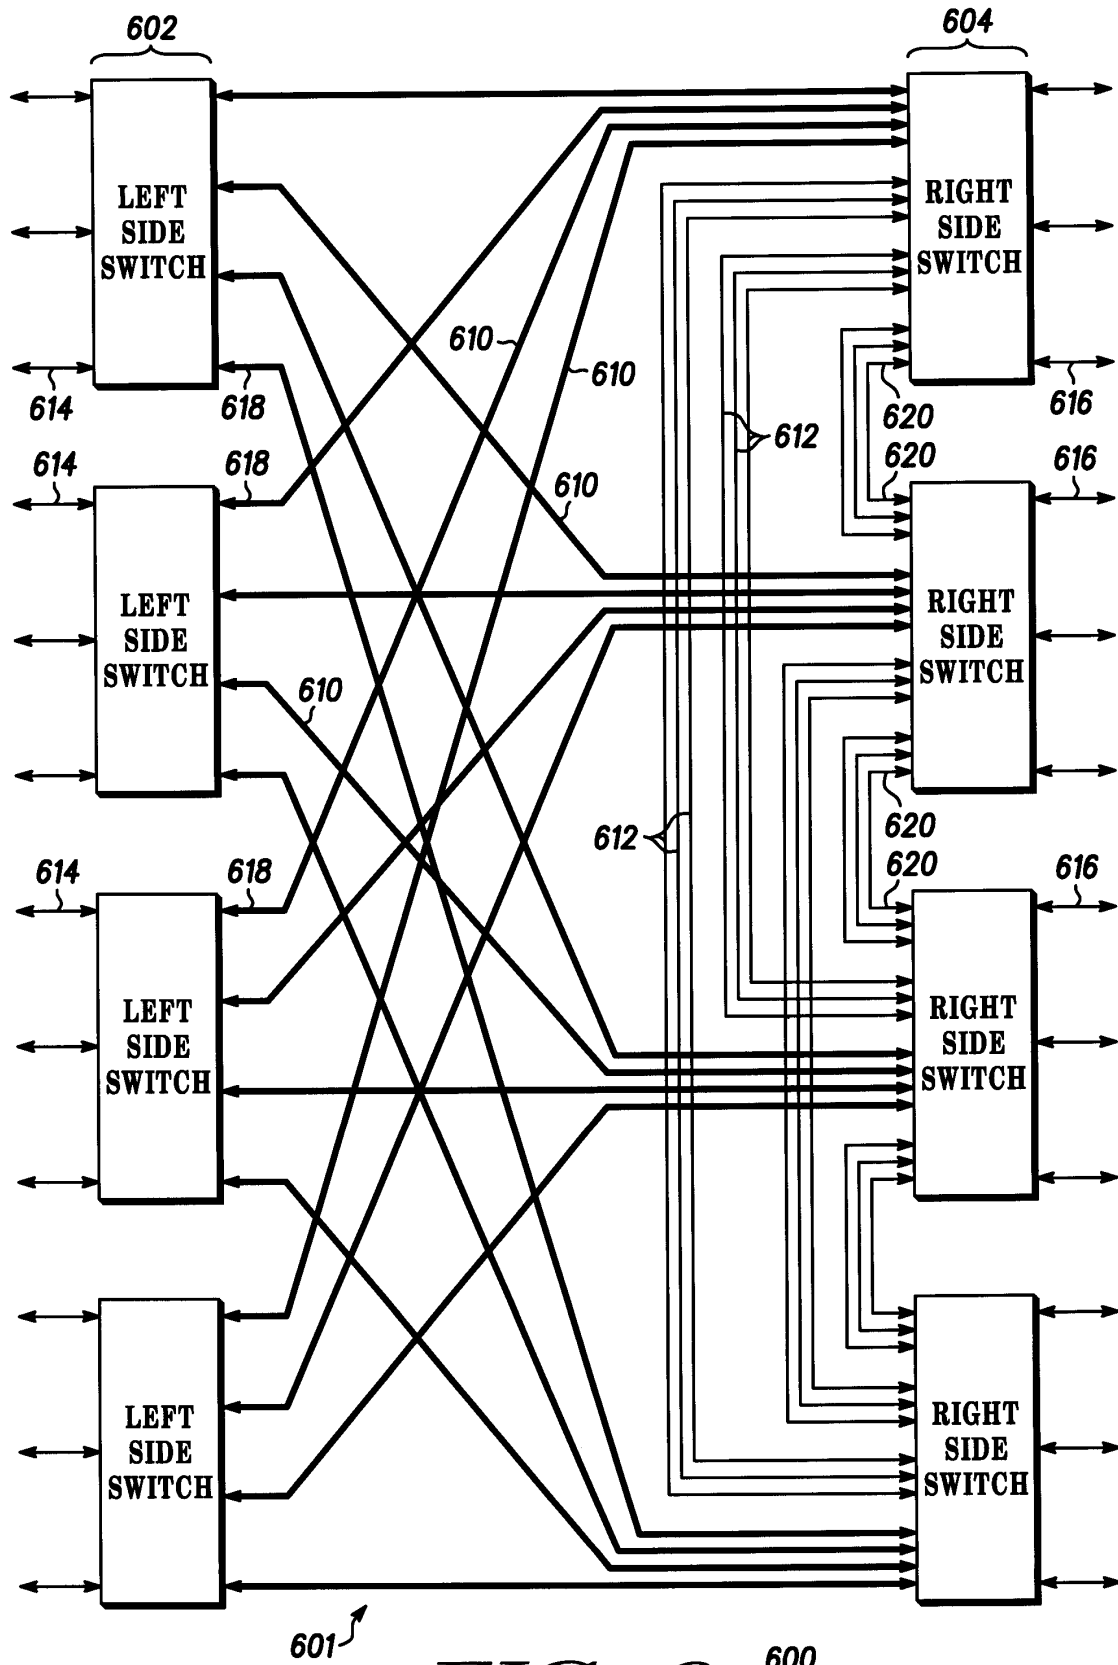 602
604
LEFT
SIDE
SWITCH
RIGHT
SIDE
SWITCH
610
610
614
618
620
616
612
614
618
620
616
610
LEFT
SIDE
SWITCH
RIGHT
SIDE
SWITCH
610
620
612
614
618
620
616
LEFT
SIDE
SWITCH
RIGHT
SIDE
SWITCH
LEFT
SIDE
SWITCH
RIGHT
SIDE
SWITCH
601
600